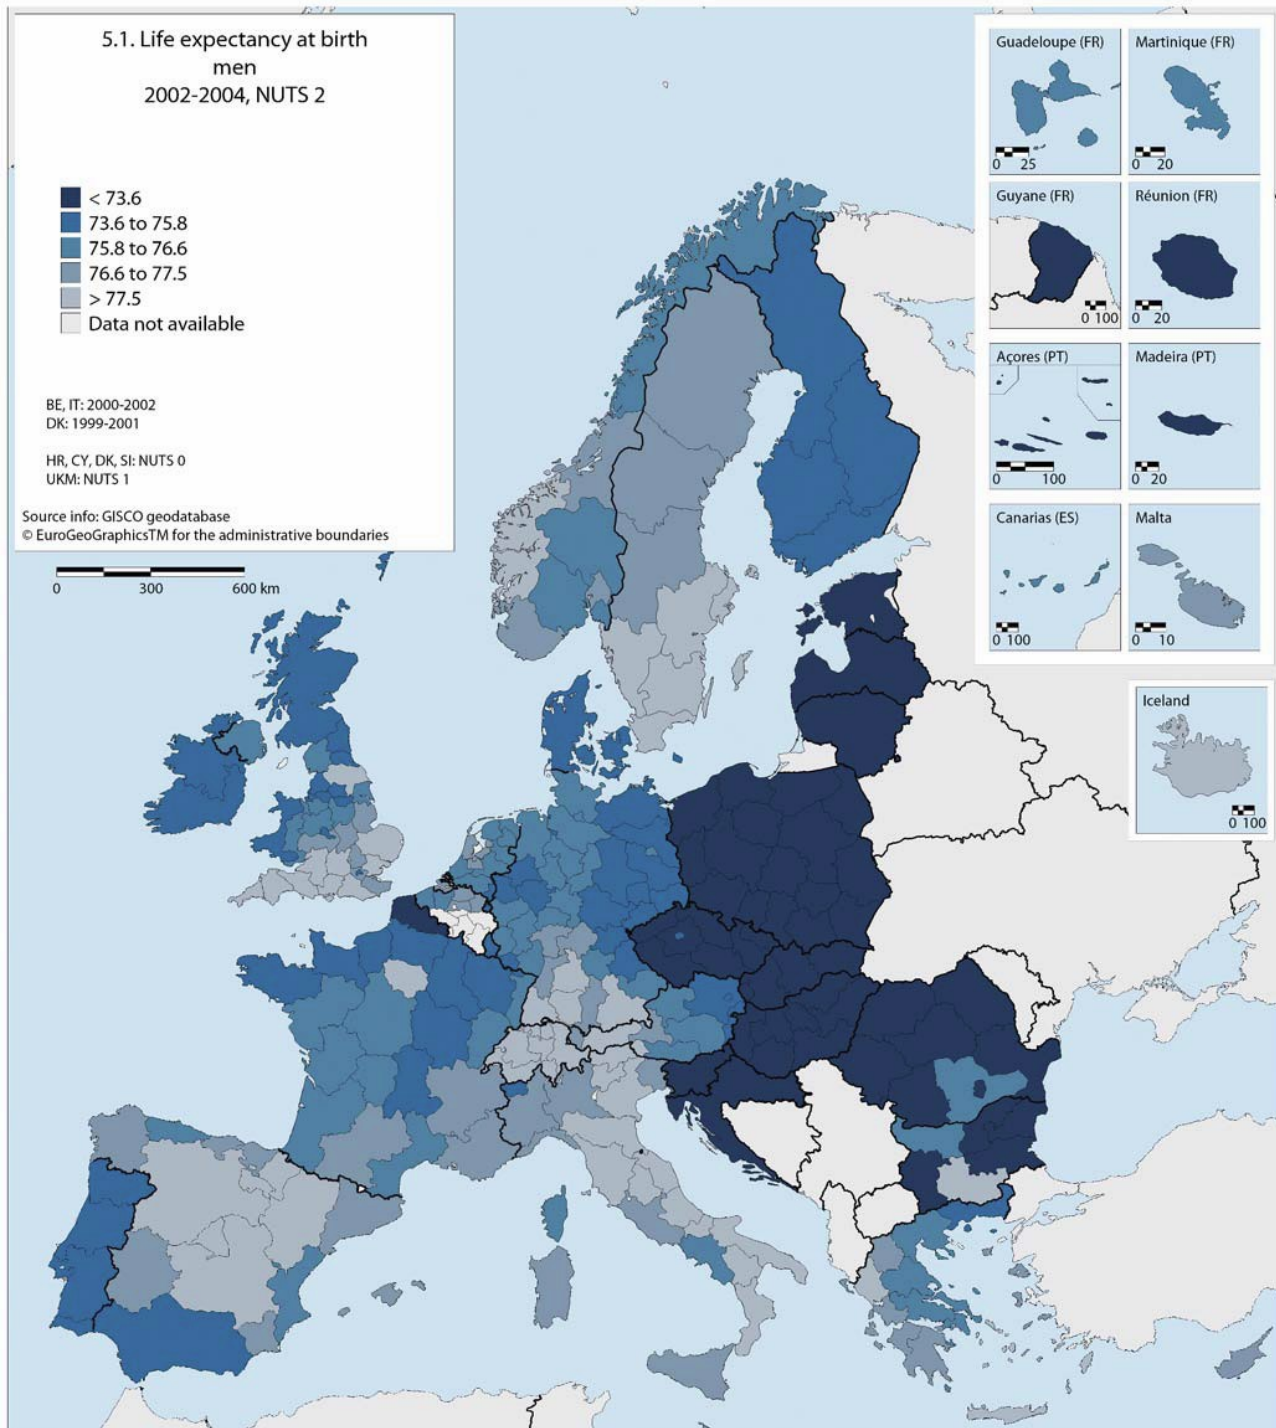 5.1. Life expectancy at birth
men
2002-2004, NUTS 2
< 73.6
73.6 to 75.8
75.8 to 76.6
76.6 to 77.5
> 77.5
Data not available
BE, IT: 2000-2002
DK: 1999-2001
HR, CY, DK, SI: NUTS 0
UKM: NUTS 1
Source info: GISCO geodatabase
© EuroGeoGraphicsTM for the administrative boundaries
0 300 600 km
Guadeloupe (FR)
0 25
Martinique (FR)
0 20
Guyane (FR)
0 100
Réunion (FR)
0 20
Açores (PT)
0 100
Madeira (PT)
0 20
Canarias (ES)
0 100
Malta
0 10
Iceland
0 100